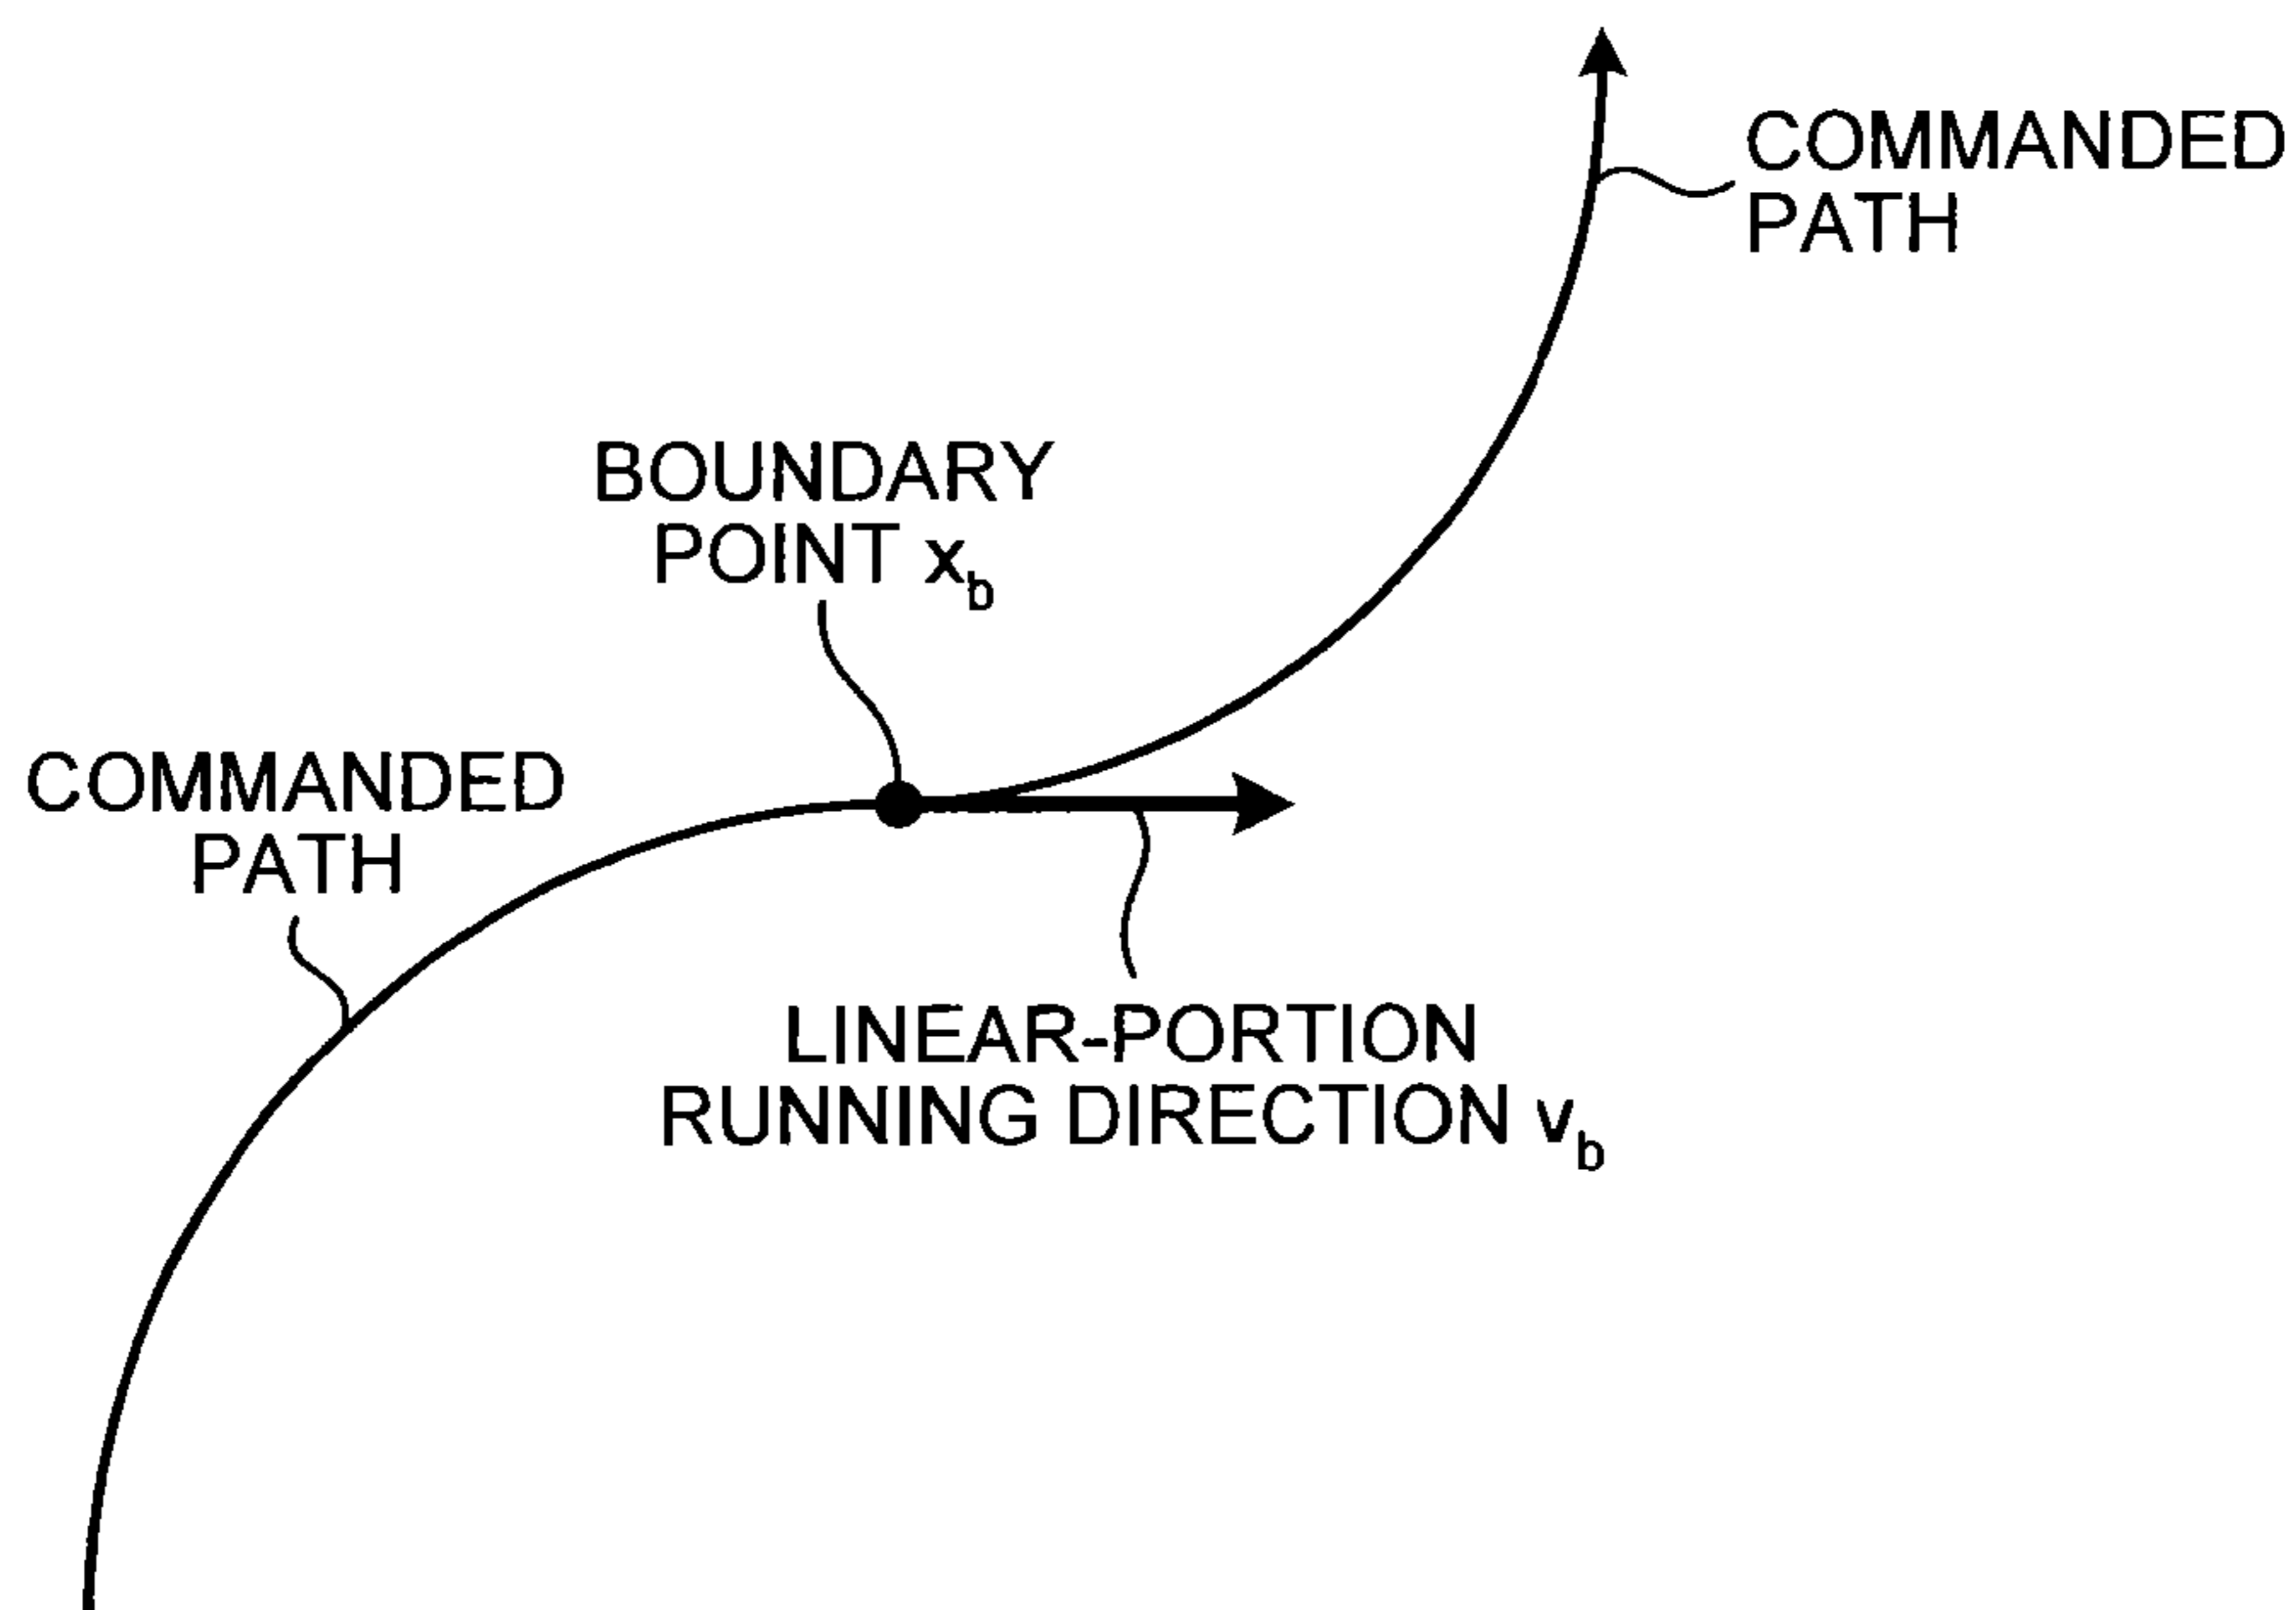 COMMANDED
PATH
BOUNDARY
POINT x_b
COMMANDED
PATH
LINEAR-PORTION
RUNNING DIRECTION v_b